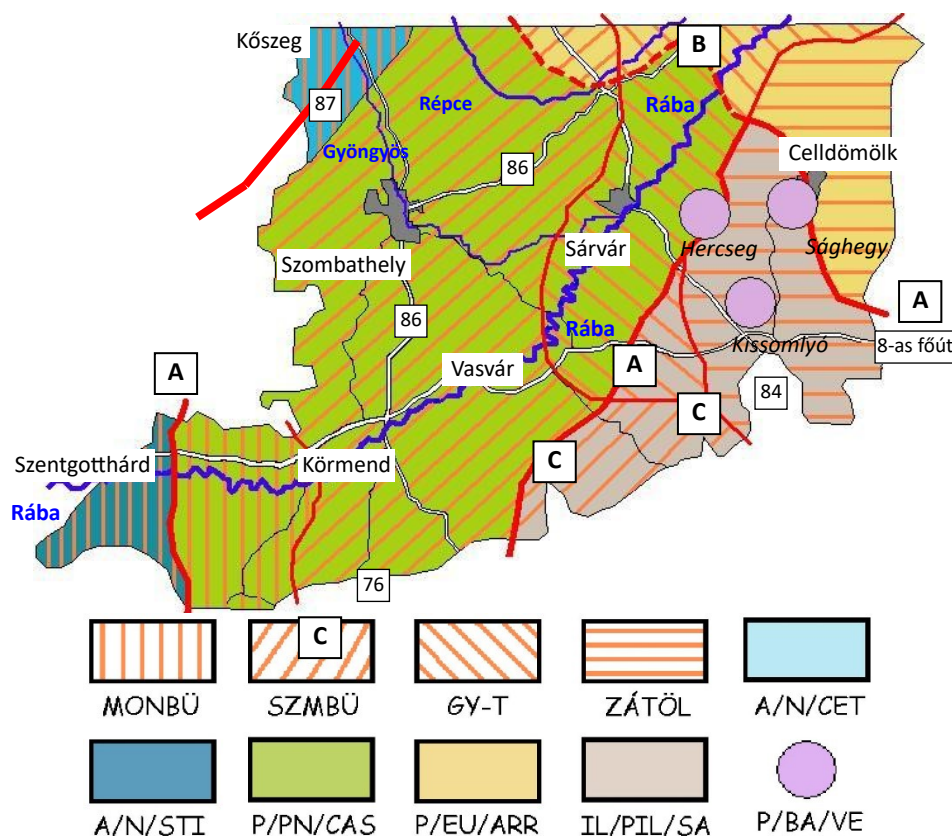 Kőszeg
B
87
Répce
Rába
Gyöngyös
86
Celldömölk
Hercseg
Sághegy
Szombathely
Sárvár
A
86
Rába
Kissomlyó
8-as főút
A
Vasvár
A
84
C
Szentgotthárd
Körmend
C
Rába
76
C
MONBÜ
SZMBÜ
GY-T
ZÁTÖL
A/N/CET
A/N/STI
P/PN/CAS
P/EU/ARR
IL/PIL/SA
P/BA/VE